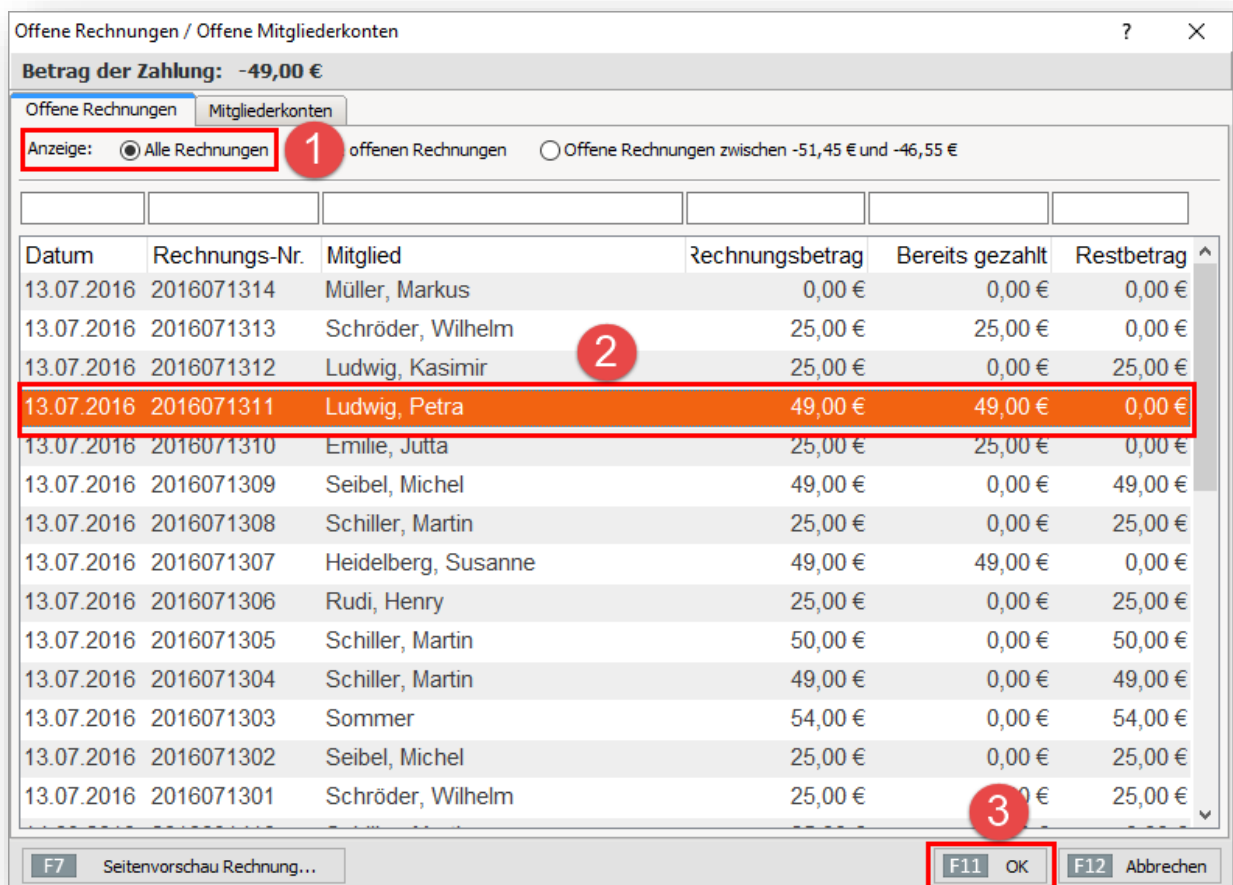 Offene Rechnungen / Offene Mitgliederkonten ?
Betrag der Zahlung: -49,00 €
Offene Rechnungen Mitgliederkonten
Anzeige: Alle Rechnungen 1 offenen Rechnungen Offene Rechnungen zwischen -51,45 € und -46,55 €
Datum Rechnungs-Nr. Mitglied Rechnungsbetrag Bereits gezahlt Restbetrag
13.07.2016 2016071314 Müller, Markus 0,00 € 0,00 € 0,00 €
13.07.2016 2016071313 Schröder, Wilhelm 25,00 € 25,00 € 0,00 €
2
13.07.2016 2016071312 Ludwig, Kasimir 25,00 € 0,00 € 25,00 €
13.07.2016 2016071311 Ludwig, Petra 49,00 € 49,00 € 0,00 €
13.07.2016 2016071310 Emilie, Jutta 25,00 € 25,00 € 0,00 €
13.07.2016 2016071309 Seibel, Michel 49,00 € 0,00 € 49,00 €
13.07.2016 2016071308 Schiller, Martin 25,00 € 0,00 € 25,00 €
13.07.2016 2016071307 Heidelberg, Susanne 49,00 € 49,00 € 0,00 €
13.07.2016 2016071306 Rudi, Henry 25,00 € 0,00 € 25,00 €
13.07.2016 2016071305 Schiller, Martin 50,00 € 0,00 € 50,00 €
13.07.2016 2016071304 Schiller, Martin 49,00 € 0,00 € 49,00 €
13.07.2016 2016071303 Sommer 54,00 € 0,00 € 54,00 €
13.07.2016 2016071302 Seibel, Michel 25,00 € 0,00 € 25,00 €
13.07.2016 2016071301 Schröder, Wilhelm 25,00 € € 25,00 €
3
F7 Seitenvorschau Rechnung... F11 OK F12 Abbrechen